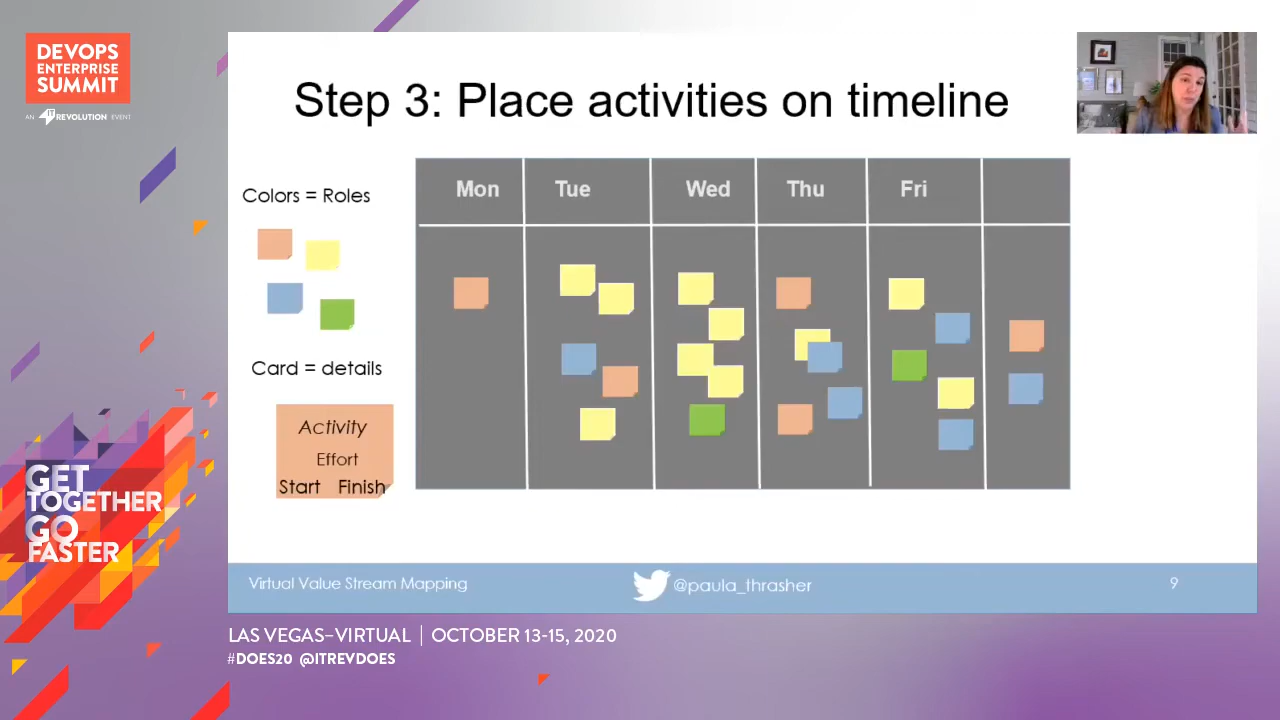 DEVOPS
ENTERPRISE
SUMMIT
AN IT REVOLUTION EVENT
Step 3: Place activities on timeline
Colors = Roles
Mon Tue Wed Thu Fri
Card = details
Activity
Effort
Start Finish
GET
TOGETHER
GO
FASTER
Virtual Value Stream Mapping @paula_thrasher 9
LAS VEGAS–VIRTUAL | OCTOBER 13-15, 2020
#DOES20 @ITREVDOES